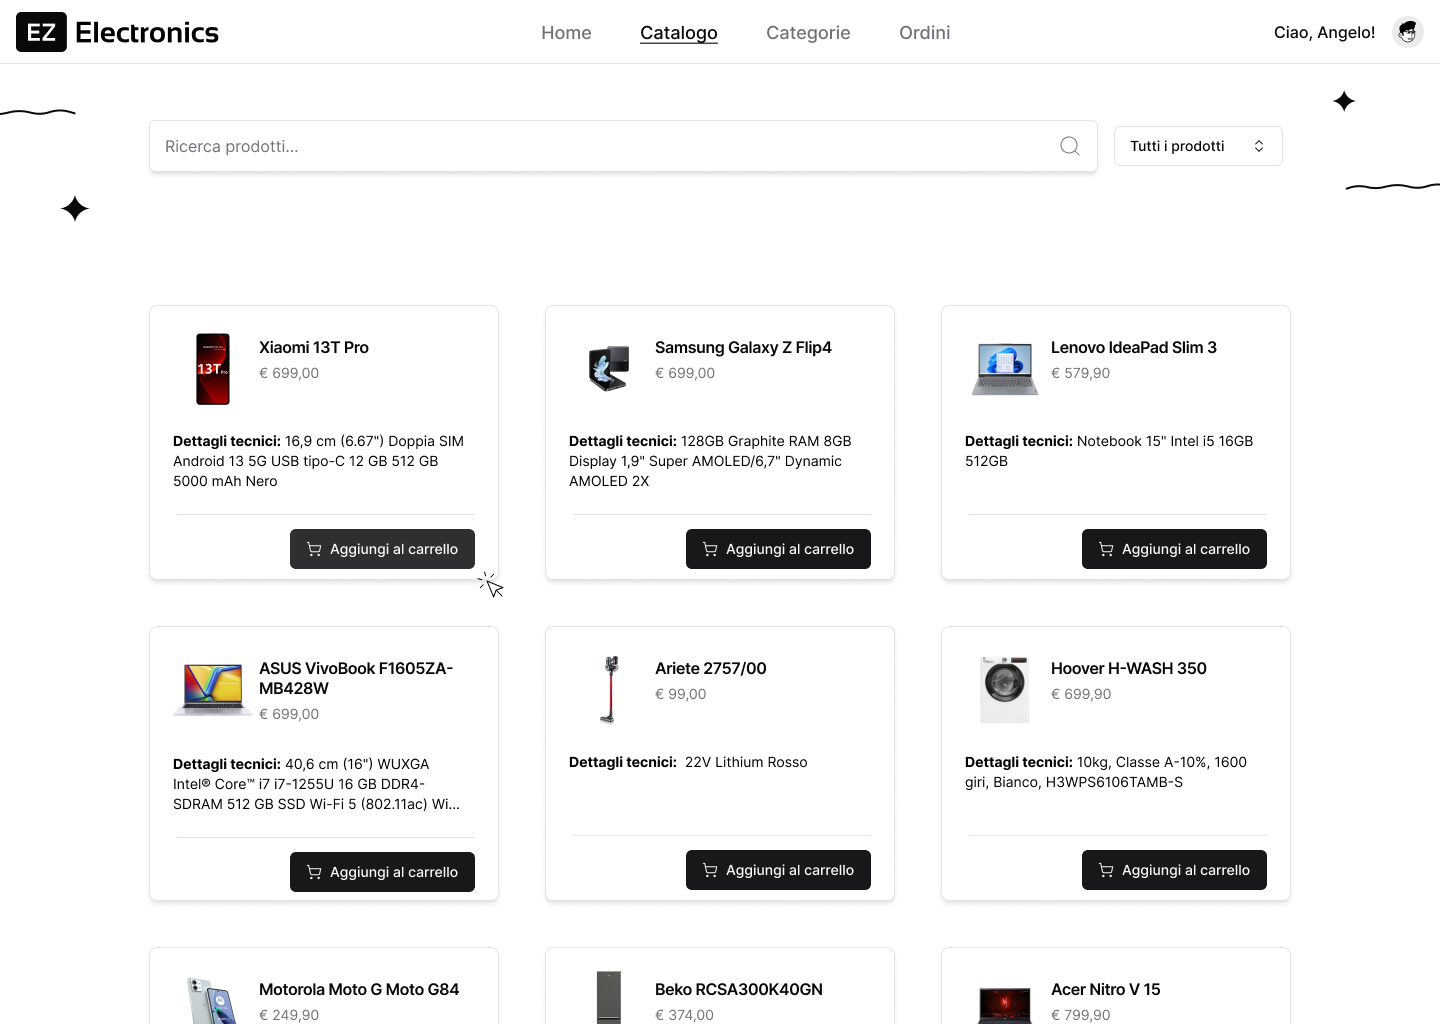 EZ Electronics
Home
Catalogo
Categorie
Ordini
Ciao, Angelo!
Ricerca prodotti...
Tutti i prodotti
13T Pro
Xiaomi 13T Pro
€ 699,00
Dettagli tecnici: 16,9 cm (6.67") Doppia SIM
Android 13 5G USB tipo-C 12 GB 512 GB
5000 mAh Nero
Aggiungi al carrello
Samsung Galaxy Z Flip4
€ 699,00
Dettagli tecnici: 128GB Graphite RAM 8GB
Display 1,9" Super AMOLED/6,7" Dynamic
AMOLED 2X
Aggiungi al carrello
Lenovo IdeaPad Slim 3
€ 579,90
Dettagli tecnici: Notebook 15" Intel i5 16GB
512GB
Aggiungi al carrello
ASUS VivoBook F1605ZA-
MB428W
€ 699,00
Dettagli tecnici: 40,6 cm (16") WUXGA
Intel® Core™ i7 i7-1255U 16 GB DDR4-
SDRAM 512 GB SSD Wi-Fi 5 (802.11ac) Wi...
Aggiungi al carrello
Ariete 2757/00
€ 99,00
Dettagli tecnici: 22V Lithium Rosso
Aggiungi al carrello
Hoover H-WASH 350
€ 699,90
Dettagli tecnici: 10kg, Classe A-10%, 1600
giri, Bianco, H3WPS6106TAMB-S
Aggiungi al carrello
Motorola Moto G Moto G84
€ 249,90
Beko RCSA300K40GN
€ 374,00
Acer Nitro V 15
€ 799,90